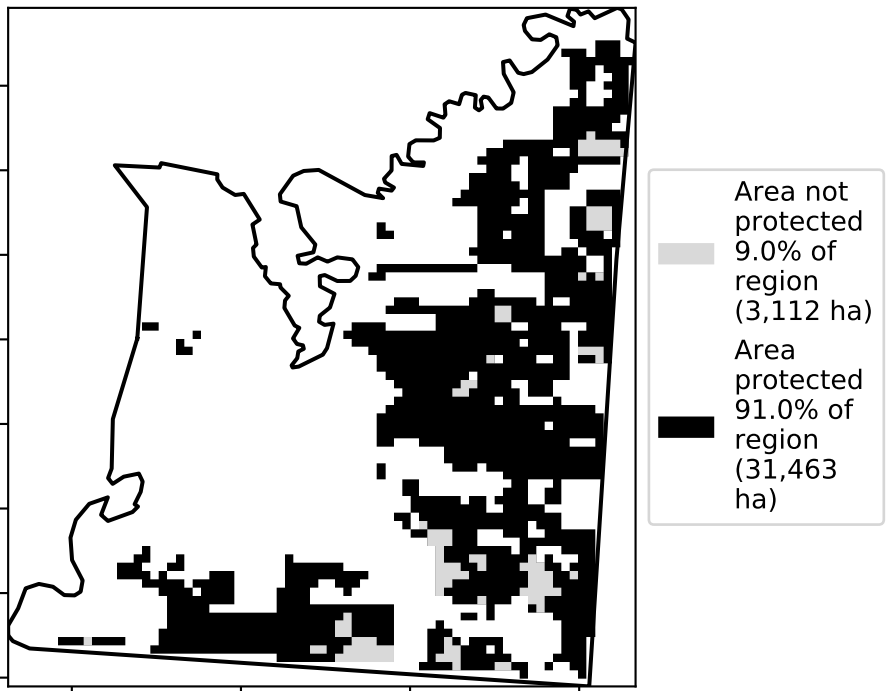 Area not
protected
9.0% of
region
(3,112 ha)
Area
protected
91.0% of
region
(31,463
ha)